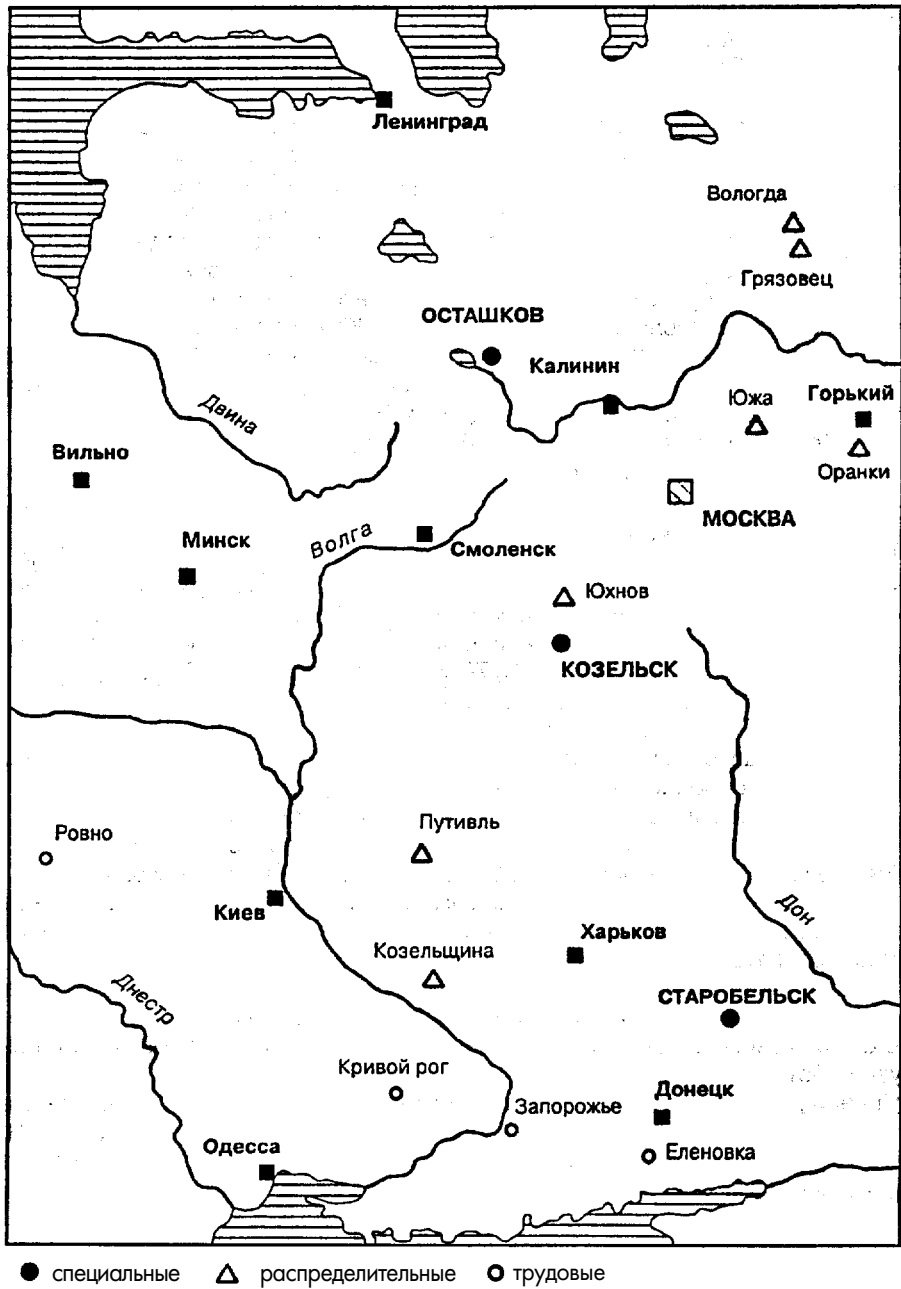 Ленинград
Вологда
Грязовец
ОСТАШКОВ
Калинин
Южа
Горький
Оранки
Двина
Вильно
МОСКВА
Волга
Минск
Смоленск
Юхнов
КОЗЕЛЬСК
Путивль
Ровно
Киев
Дон
Харьков
Козельщина
Днестр
СТАРОБЕЛЬСК
Кривой рог
Донецк
Запорожье
Одесса
Еленовка
специальные распределительные трудовые